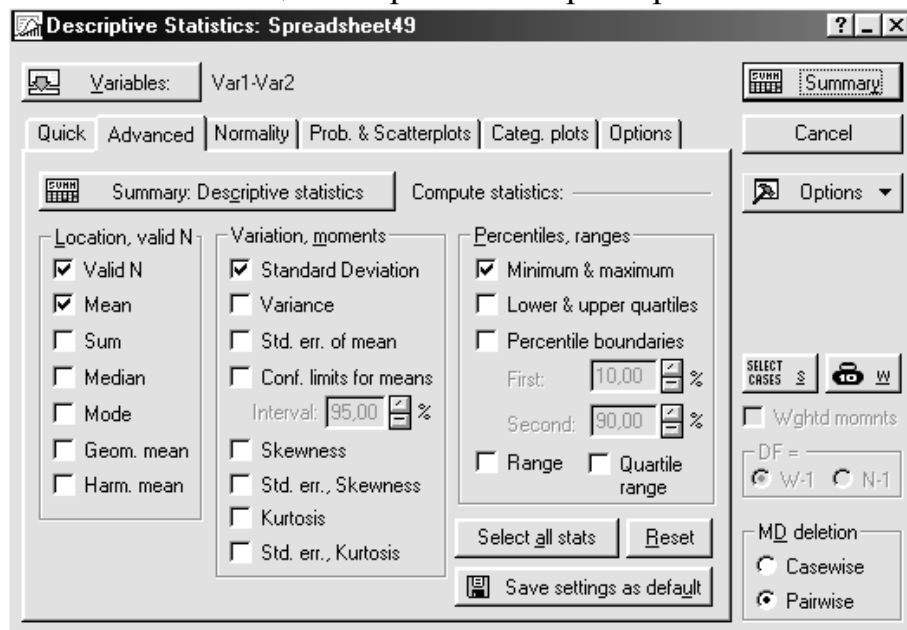 Descriptive Statistics: Spreadsheet49
Variables: Var1-Var2
SUMM Summary
Quick Advanced Normality Prob. & Scatterplots Categ. plots Options
Cancel
SUMM Summary: Descriptive statistics Compute statistics:
Options
Location, valid N
Valid N
Mean
Sum
Median
Mode
Geom. mean
Harm. mean
Variation, moments
Standard Deviation
Variance
Std. err. of mean
Conf. limits for means
Interval: 95,00 %
Skewness
Std. err., Skewness
Kurtosis
Std. err., Kurtosis
Percentiles, ranges
Minimum & maximum
Lower & upper quartiles
Percentile boundaries
First: 10,00 %
Second: 90,00 %
Range Quartile
range
Select all stats Reset
Save settings as default
SELECT
CASES S W
Wghtd momnts
DF =
W-1 N-1
MD deletion
Casewise
Pairwise